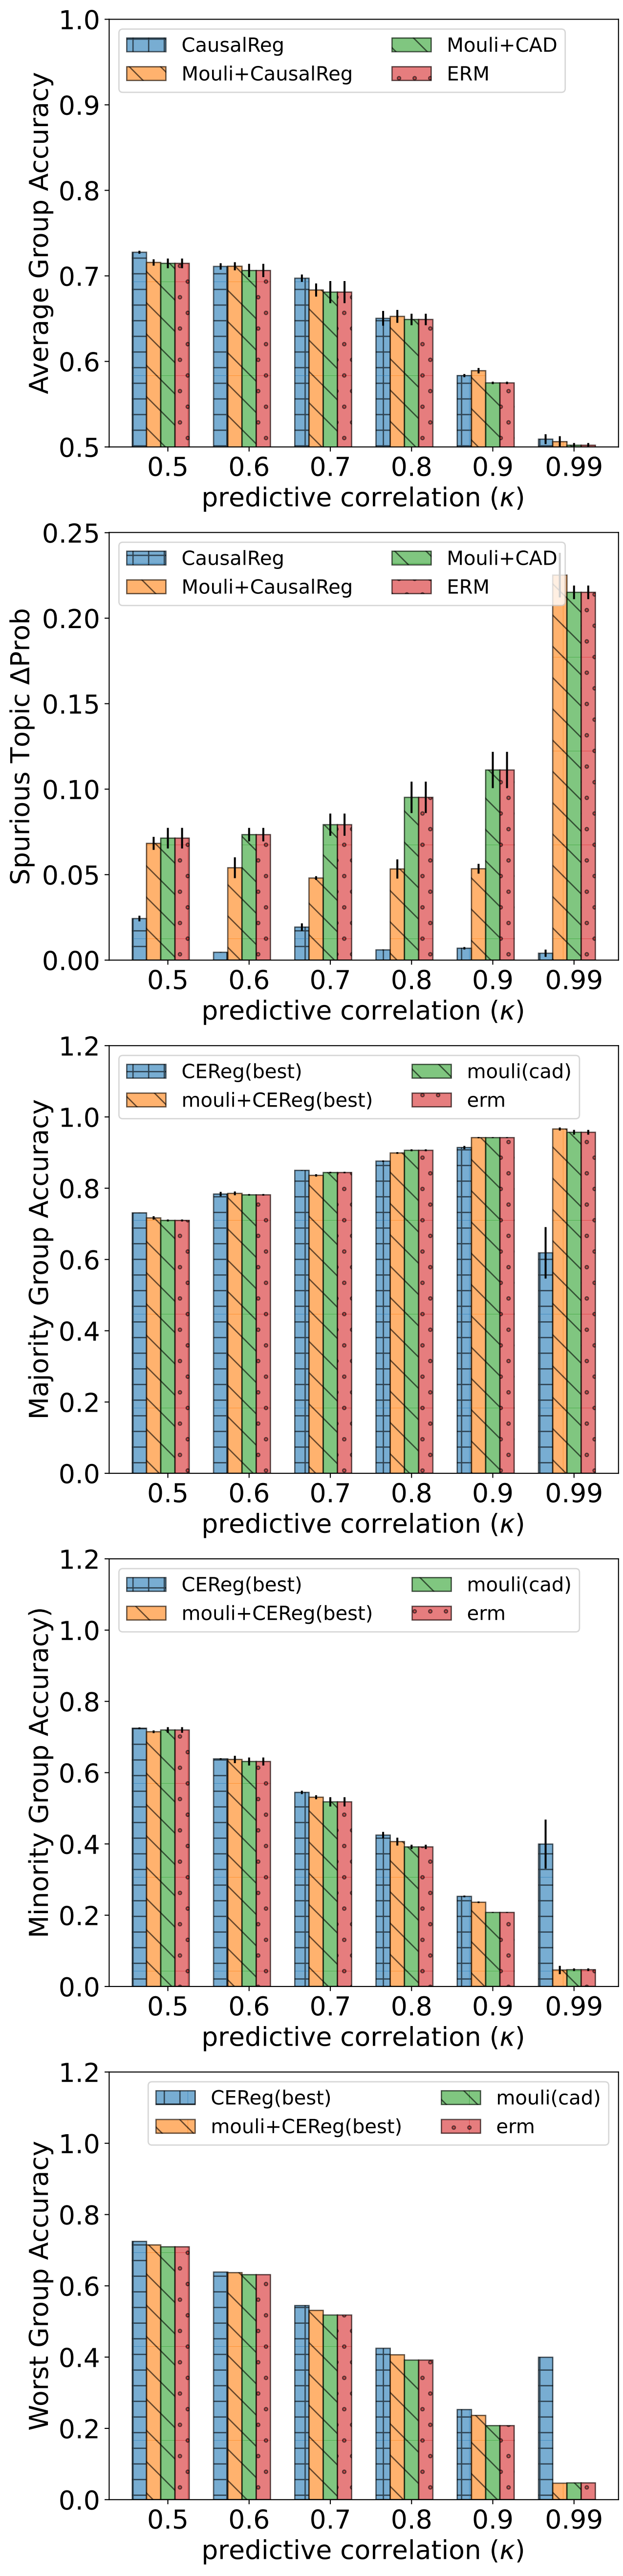 Average Group Accuracy
1.0
0.9
0.8
0.7
0.6
0.5
CausalReg
Mouli+CAD
Mouli+CausalReg
ERM
0.5 0.6 0.7 0.8 0.9 0.99
predictive correlation (κ)
Spurious Topic ΔProb
0.25
0.20
0.15
0.10
0.05
0.00
CausalReg
Mouli+CAD
Mouli+CausalReg
ERM
0.5 0.6 0.7 0.8 0.9 0.99
predictive correlation (κ)
Majority Group Accuracy
1.2
1.0
0.8
0.6
0.4
0.2
0.0
CEReg(best)
mouli(cad)
mouli+CEReg(best)
erm
0.5 0.6 0.7 0.8 0.9 0.99
predictive correlation (κ)
Minority Group Accuracy)
1.2
1.0
0.8
0.6
0.4
0.2
0.0
CEReg(best)
mouli(cad)
mouli+CEReg(best)
erm
0.5 0.6 0.7 0.8 0.9 0.99
predictive correlation (κ)
Worst Group Accuracy
1.2
1.0
0.8
0.6
0.4
0.2
0.0
CEReg(best)
mouli(cad)
mouli+CEReg(best)
erm
0.5 0.6 0.7 0.8 0.9 0.99
predictive correlation (κ)